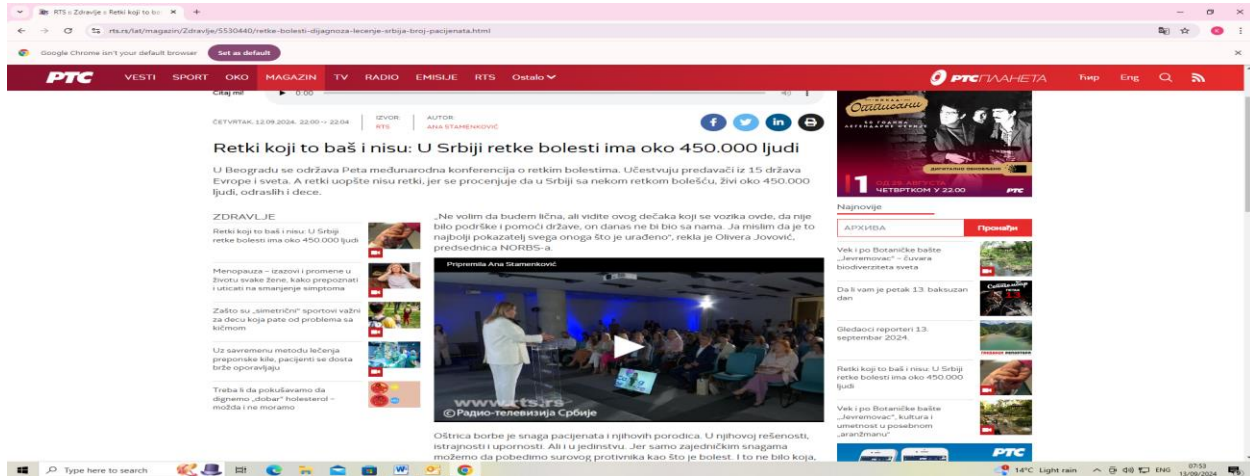 RTS :: Zdravlje :: Retki koji to ba
rts.rs/lat/magazin/Zdravlje/5530440/retke-bolesti-dijagnoza-lecenje-srbija-broj-pacijenata.html
Google Chrome isn't your default browser
Set as default
РТС
VESTI SPORT OKO MAGAZIN TV RADIO EMISIJE RTS Ostalo
РТС ПЛАНЕТА
Ћир Eng
Čitaj mi!
0:00
ČETVRTAK, 12.09.2024, 22:00 -> 22:04
IZVOR:
RTS
AUTOR:
ANA STAMENKOVIĆ
Retki koji to baš i nisu: U Srbiji retke bolesti ima oko 450.000 ljudi
U Beogradu se održava Peta međunarodna konferencija o retkim bolestima. Učestvuju predavači iz 15 država
Evrope i sveta. A retki uopšte nisu retki, jer se procenjuje da u Srbiji sa nekom retkom bolešću, živi oko 450.000
ljudi, odraslih i dece.
ZDRAVLJE
Retki koji to baš i nisu: U Srbiji
retke bolesti ima oko 450.000 ljudi
Menopauza – izazovi i promene u
životu svake žene, kako prepoznati
i uticati na smanjenje simptoma
Zašto su „simetrični" sportovi važni
za decu koja pate od problema sa
kičmom
Uz savremenu metodu lečenja
preponske kile, pacijenti se dosta
brže oporavljaju
Treba li da pokušavamo da
dignemo „dobar" holesterol –
možda i ne moramo
„Ne volim da budem lična, ali vidite ovog dečaka koji se vozika ovde, da nije
bilo podrške i pomoći države, on danas ne bi bio sa nama. Ja mislim da je to
najbolji pokazatelj svega onoga što je urađeno", rekla je Olivera Jovović,
predsednica NORBS-a.
Pripremila Ana Stamenković
www.rts.rs
© Радио-телевизија Србије
Oštrica borbe je snaga pacijenata i njihovih porodica. U njihovoj rešenosti,
istrajnosti i upornosti. Ali i u jedinstvu. Jer samo zajedničkim snagama
možemo da pobedimo surovog protivnika kao što je bolest. I to ne bilo koja,
Отписани
50 ГОДИНА
ЛЕГЕНДАРНЕ СЕРИЈЕ
ДИГИТАЛНО ОБНОВЉЕНО
1
ОД 29. АВГУСТА
ЧЕТВРТКОМ У 22.00
РТС
Najnovije
АРХИВА
Пронађи
Vek i po Botaničke bašte
„Jevremovac" – čuvara
biodiverziteta sveta
Da li vam je petak 13. baksuzan
dan
13
Gledaoci reporteri 13.
septembar 2024.
Retki koji to baš i nisu: U Srbiji
retke bolesti ima oko 450.000
ljudi
Vek i po Botaničke bašte
„Jevremovac", kultura i
umetnost u posebnom
„aranžmanu"
РТС
Type here to search
14°C Light rain
ENG
07:53
13/09/2024